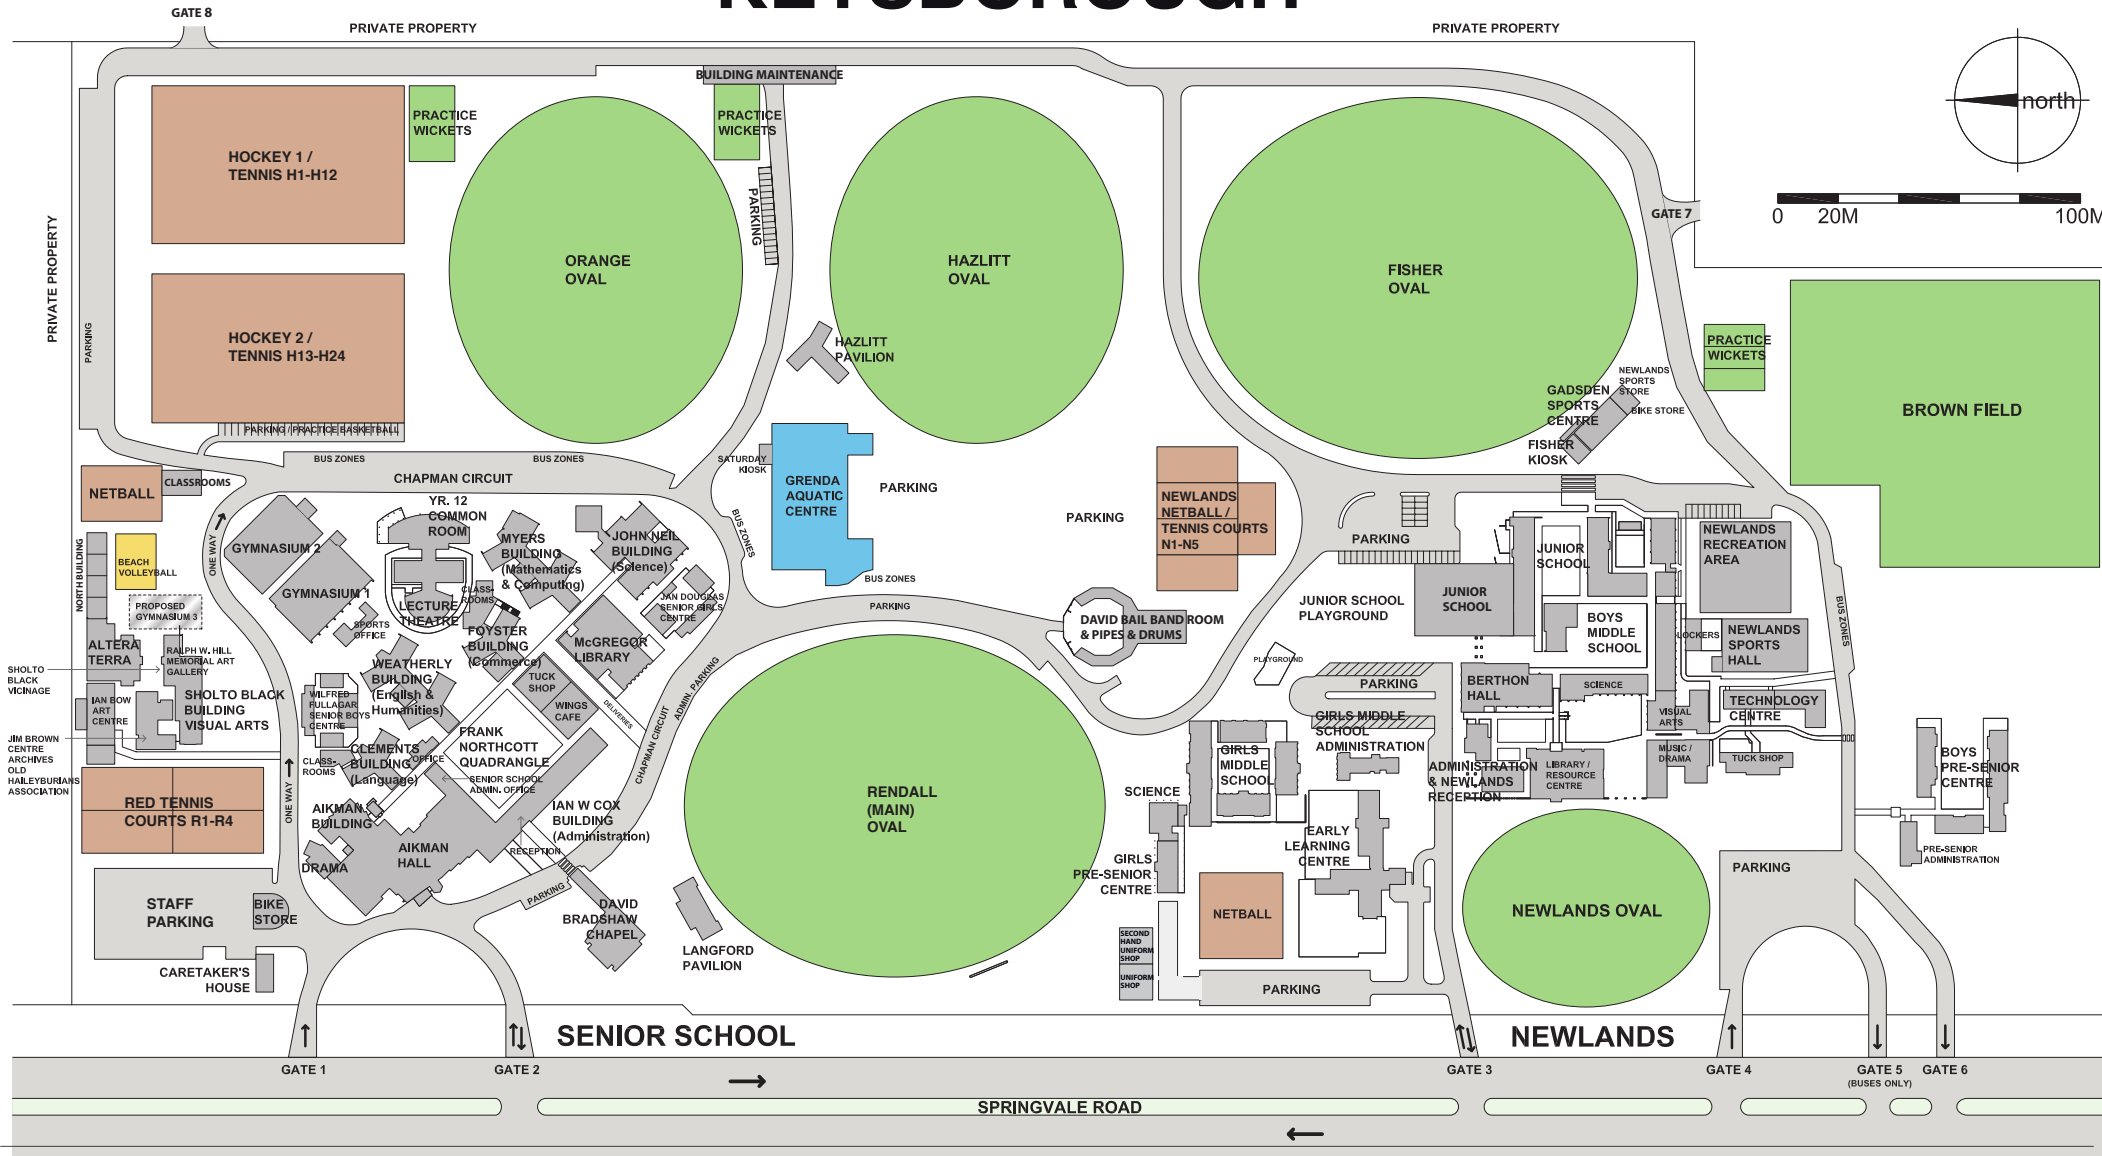 KEYSBOROUGH
GATE 8
PRIVATE PROPERTY
PRIVATE PROPERTY
BUILDING MAINTENANCE
PRACTICE
WICKETS
PRACTICE
WICKETS
HOCKEY 1 /
TENNIS H1-H12
PARKING
ORANGE
OVAL
HAZLITT
OVAL
FISHER
OVAL
GATE 7
north
0
20M
100M
PRIVATE PROPERTY
PARKING
HOCKEY 2 /
TENNIS H13-H24
PARKING / PRACTICE BASKETBALL
HAZLITT
PAVILION
PRACTICE
WICKETS
NEWLANDS
SPORTS
STORE
BIKE STORE
GADSDEN
SPORTS
CENTRE
FISHER
KIOSK
BROWN FIELD
BUS ZONES
BUS ZONES
CHAPMAN CIRCUIT
SATURDAY
KIOSK
GRENDA
AQUATIC
CENTRE
PARKING
PARKING
BUS ZONES
BUS ZONES
NETBALL
CLASSROOMS
ONE WAY
NORTH BUILDING
BEACH
VOLLEYBALL
PROPOSED
GYMNASIUM 3
GYMNASIUM 2
GYMNASIUM 1
SPORTS
OFFICE
YR. 12
COMMON
ROOM
LECTURE
THEATRE
CLASS-
ROOMS
MYERS
BUILDING
(Mathematics
& Computing)
JOHN NEIL
BUILDING
(Science)
JAN DOUGLAS
SENIOR GIRLS
CENTRE
FOYSTER
BUILDING
(Commerce)
McGREGOR
LIBRARY
NEWLANDS
NETBALL /
TENNIS COURTS
N1-N5
PARKING
JUNIOR
SCHOOL
JUNIOR
SCHOOL
NEWLANDS
RECREATION
AREA
BUS ZONES
JUNIOR SCHOOL
PLAYGROUND
PARKING
DAVID BAIL BAND ROOM
& PIPES & DRUMS
BOYS
MIDDLE
SCHOOL
LOCKERS
NEWLANDS
SPORTS
HALL
ALTERA
TERRA
RALPH W. HILL
MEMORIAL ART
GALLERY
SHOLTO
BLACK
VICINAGE
IAN BOW
ART
CENTRE
SHOLTO BLACK
BUILDING
VISUAL ARTS
JIM BROWN
CENTRE
ARCHIVES
OLD
HAILEYBURIANS
ASSOCIATION
WILFRED
FULLAGAR
SENIOR BOYS
CENTRE
WEATHERLY
BUILDING
(English &
Humanities)
TUCK
SHOP
WINGS
CAFE
DELIVERIES
ADMIN. PARKING
CHAPMAN CIRCUIT
PLAYGROUND
PARKING
BERTHON
HALL
SCIENCE
VISUAL
ARTS
TECHNOLOGY
CENTRE
CLASS-
ROOMS
CLEMENTS
BUILDING
(Language)
OFFICE
FRANK
NORTHCOTT
QUADRANGLE
SENIOR SCHOOL
ADMIN. OFFICE
GIRLS MIDDLE
SCHOOL
ADMINISTRATION
GIRLS
MIDDLE
SCHOOL
ADMINISTRATION
& NEWLANDS
RECEPTION
LIBRARY /
RESOURCE
CENTRE
MUSIC /
DRAMA
TUCK SHOP
BOYS
PRE-SENIOR
CENTRE
ONE WAY
RED TENNIS
COURTS R1-R4
AIKMAN
BUILDING
IAN W COX
BUILDING
(Administration)
RECEPTION
AIKMAN
HALL
DRAMA
RENDALL
(MAIN)
OVAL
SCIENCE
EARLY
LEARNING
CENTRE
GIRLS
PRE-SENIOR
CENTRE
PRE-SENIOR
ADMINISTRATION
PARKING
STAFF
PARKING
BIKE
STORE
PARKING
DAVID
BRADSHAW
CHAPEL
NETBALL
NEWLANDS OVAL
LANGFORD
PAVILION
SECOND
HAND
UNIFORM
SHOP
UNIFORM
SHOP
CARETAKER'S
HOUSE
PARKING
SENIOR SCHOOL
NEWLANDS
GATE 1
GATE 2
GATE 3
GATE 4
GATE 5
(BUSES ONLY)
GATE 6
SPRINGVALE ROAD